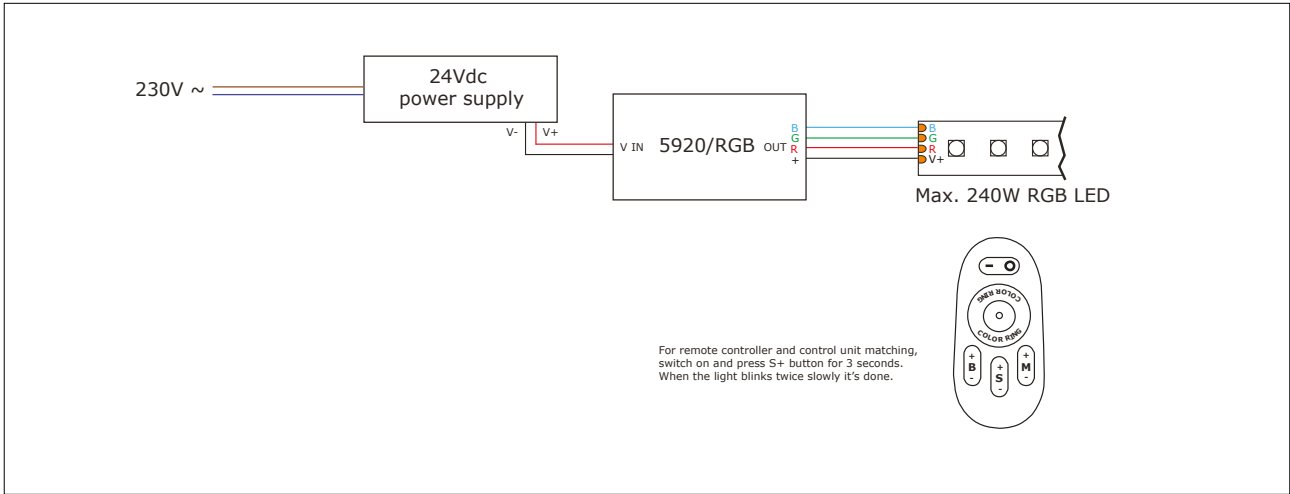 230V ~
24Vdc
power supply
V- V+
V IN 5920/RGB OUT
B
G
R
+
B
G
R
V+
Max. 240W RGB LED
COLOR RING
COLOR RING
+ B -
+ S -
+ M -
For remote controller and control unit matching,
switch on and press S+ button for 3 seconds.
When the light blinks twice slowly it’s done.